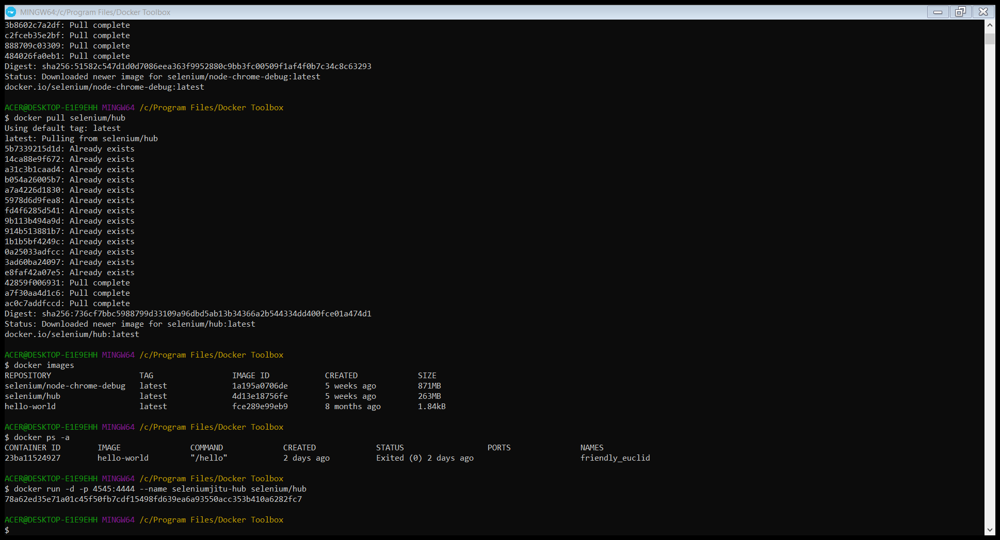 MINGW64:/c/Program Files/Docker Toolbox
3b8602c7a2df: Pull complete
c2fceb35e2bf: Pull complete
888709c03309: Pull complete
484026fa0eb1: Pull complete
Digest: sha256:51582c547d1d0d7086eea363f9952880c9bb3fc00509f1af4f0b7c34c8c63293
Status: Downloaded newer image for selenium/node-chrome-debug:latest
docker.io/selenium/node-chrome-debug:latest
ACER@DESKTOP-E1E9EHH MINGW64 /c/Program Files/Docker Toolbox
$ docker pull selenium/hub
Using default tag: latest
latest: Pulling from selenium/hub
5b7339215d1d: Already exists
14ca88e9f672: Already exists
a31c3b1caad4: Already exists
b054a26005b7: Already exists
a7a4226d1830: Already exists
5978d6d9fea8: Already exists
fd4f6285d541: Already exists
9b113b494a9d: Already exists
914b513881b7: Already exists
1b1b5bf4249c: Already exists
0a25033adfcc: Already exists
3ad60ba24097: Already exists
e8faf42a07e5: Already exists
42859f006931: Pull complete
a7f30aa4d1c6: Pull complete
ac0c7addfccd: Pull complete
Digest: sha256:736cf7bbc5988799d33109a96dbd5ab13b34366a2b544334dd400fce01a474d1
Status: Downloaded newer image for selenium/hub:latest
docker.io/selenium/hub:latest
ACER@DESKTOP-E1E9EHH MINGW64 /c/Program Files/Docker Toolbox
$ docker images
REPOSITORY TAG IMAGE ID CREATED SIZE
selenium/node-chrome-debug latest 1a195a0706de 5 weeks ago 871MB
selenium/hub latest 4d13e18756fe 5 weeks ago 263MB
hello-world latest fce289e99eb9 8 months ago 1.84kB
ACER@DESKTOP-E1E9EHH MINGW64 /c/Program Files/Docker Toolbox
$ docker ps -a
CONTAINER ID IMAGE COMMAND CREATED STATUS PORTS NAMES
23ba11524927 hello-world "/hello" 2 days ago Exited (0) 2 days ago friendly_euclid
ACER@DESKTOP-E1E9EHH MINGW64 /c/Program Files/Docker Toolbox
$ docker run -d -p 4545:4444 --name seleniumjitu-hub selenium/hub
78a62ed35e71a01c45f50fb7cdf15498fd639ea6a93550acc353b410a6282fc7
ACER@DESKTOP-E1E9EHH MINGW64 /c/Program Files/Docker Toolbox
$